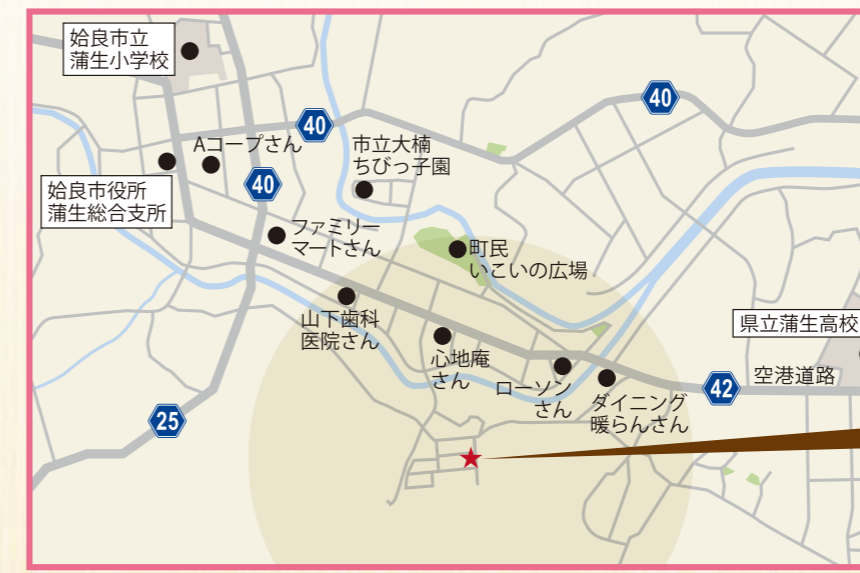 姶良市立
蒲生小学校
40
40
Aコープさん
市立大楠
ちびっ子園
40
姶良市役所
蒲生総合支所
ファミリー
マートさん
町民
いこいの広場
山下歯科
医院さん
県立蒲生高校
心地庵
さん
ローソン
さん
ダイニング
暖らんさん
42
空港道路
25